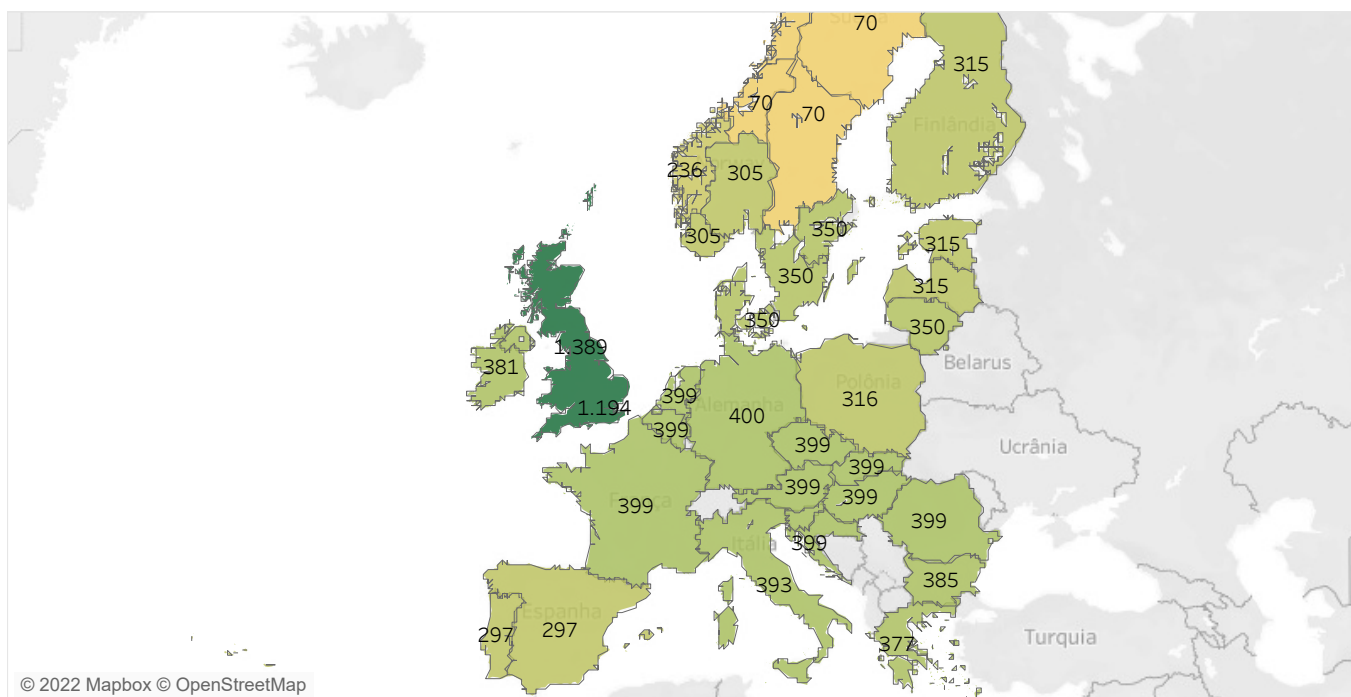 Suécia
70
315
70
70
Finlândia
236
Norway
305
305
350
315
350
315
350
350
Belarus
1.389
381
Polônia
399
316
Alemanha
1.194
400
399
399
Ucrânia
399
399
399
França
399
399
Itália
399
393
385
Espanha
297
297
377
Turquia
© 2022 Mapbox © OpenStreetMap